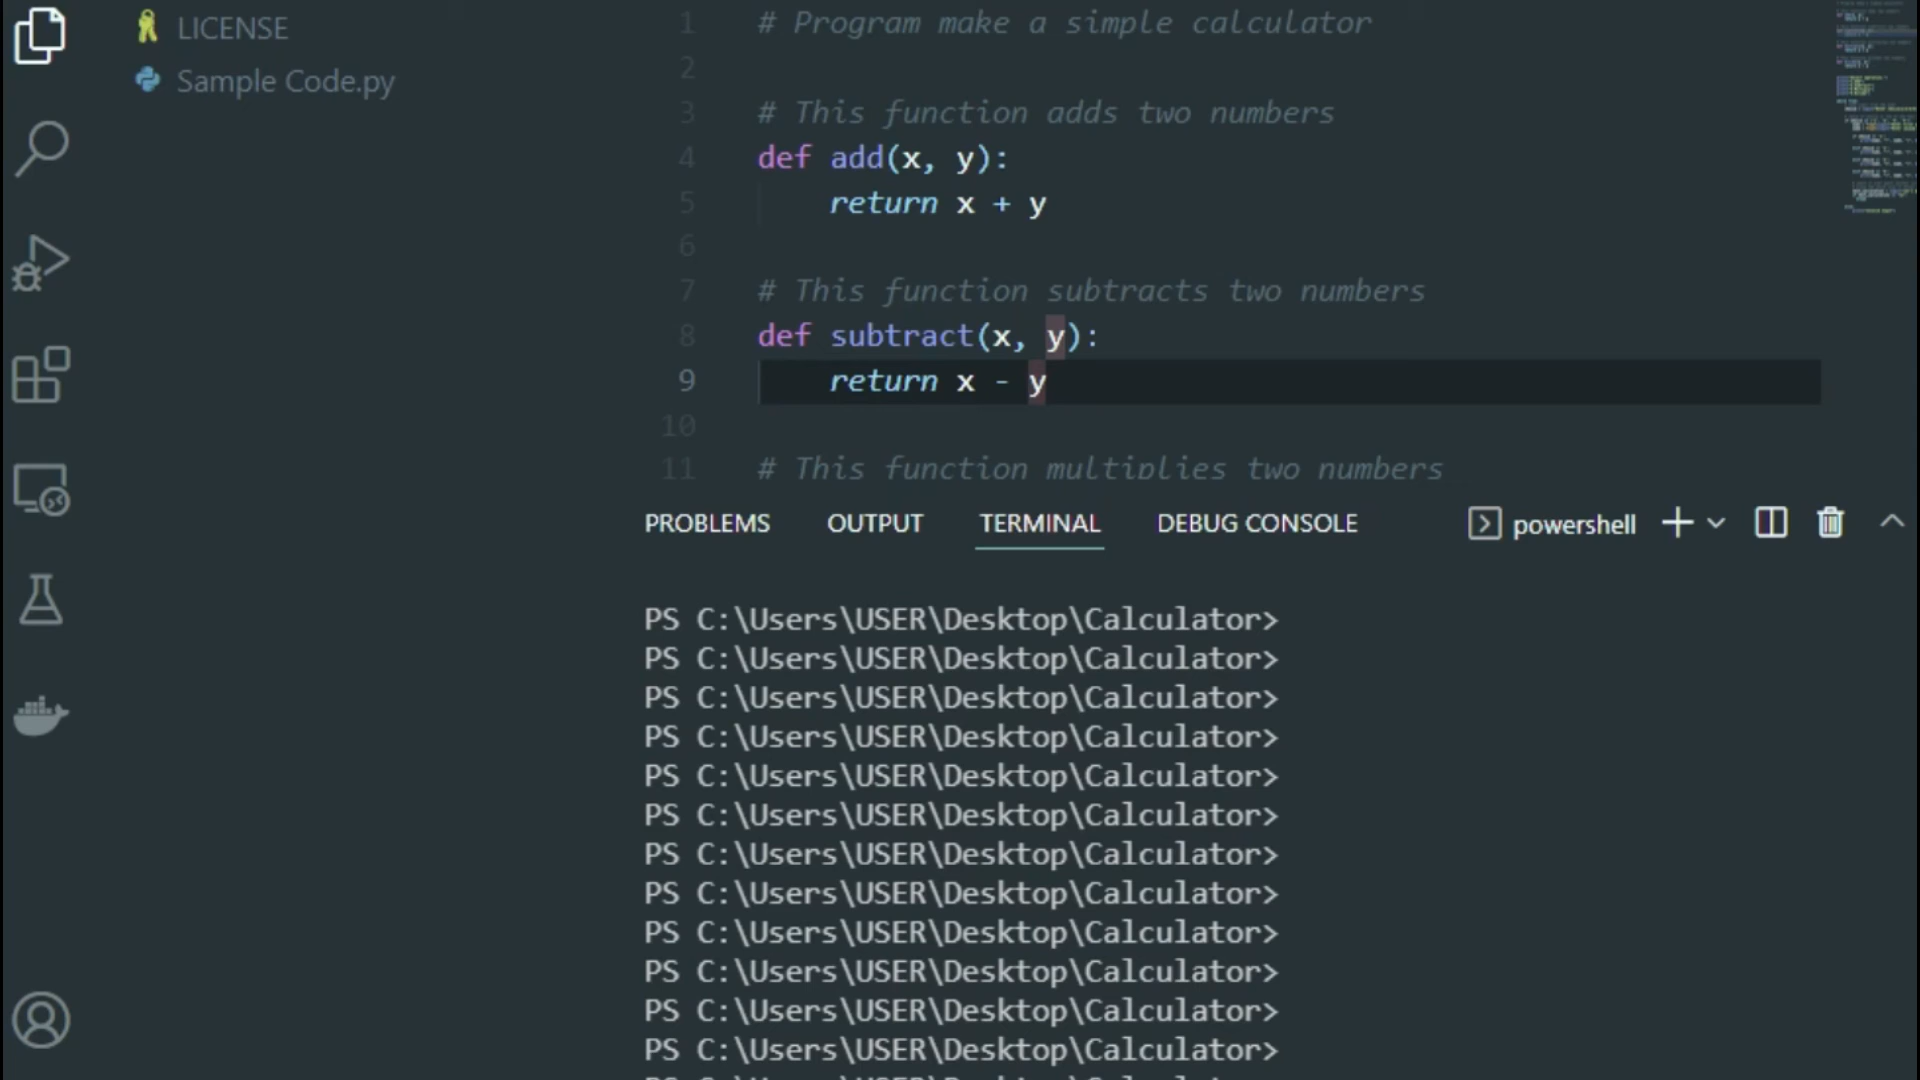 LICENSE
Sample Code.py
1 # Program make a simple calculator
2
3 # This function adds two numbers
4 def add(x, y):
5     return x + y
6
7 # This function subtracts two numbers
8 def subtract(x, y):
9     return x - y
10
11 # This function multiplies two numbers
PROBLEMS OUTPUT TERMINAL DEBUG CONSOLE powershell
PS C:\Users\USER\Desktop\Calculator>
PS C:\Users\USER\Desktop\Calculator>
PS C:\Users\USER\Desktop\Calculator>
PS C:\Users\USER\Desktop\Calculator>
PS C:\Users\USER\Desktop\Calculator>
PS C:\Users\USER\Desktop\Calculator>
PS C:\Users\USER\Desktop\Calculator>
PS C:\Users\USER\Desktop\Calculator>
PS C:\Users\USER\Desktop\Calculator>
PS C:\Users\USER\Desktop\Calculator>
PS C:\Users\USER\Desktop\Calculator>
PS C:\Users\USER\Desktop\Calculator>